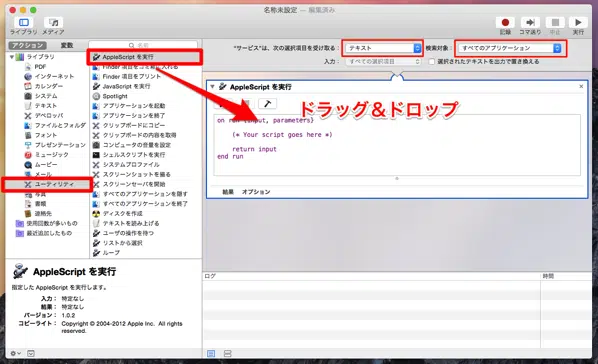 名称未設定 — 編集済み
ライブラリ メディア
記録 コマ送り 停止 実行
アクション 変数
名称
"サービス"は、次の選択項目を受け取る: テキスト 検索対象: すべてのアプリケーション
入力: すべての選択項目 選択されたテキストを出力で置き換える
ライブラリ
PDF
インターネット
カレンダー
システム
テキスト
デベロッパ
ファイルとフォルダ
フォント
プレゼンテーション
ミュージック
ムービー
メール
ユーティリティ
写真
書類
連絡先
使用回数が多いもの
最近追加したもの
AppleScript を実行
Finder 項目をゴミ箱に入れる
Finder 項目をプリント
JavaScript を実行
Spotlight
アプリケーションを起動
アプリケーションを終了
クリップボードにコピー
クリップボードの内容を取得
コンピュータの音量を設定
シェルスクリプトを実行
システムプロファイル
スクリーンショットを撮る
スクリーンセーバを開始
すべてのアプリケーションを隠す
すべてのアプリケーションを終了
ディスクを作成
テキストを読み上げる
ユーザの操作を待つ
リストから選択
ループ
AppleScript を実行
ドラッグ&ドロップ
on run {input, parameters}
(* Your script goes here *)
return input
end run
結果 オプション
ログ 時間
AppleScript を実行
指定した AppleScript を実行します。
入力: 特定なし
結果: 特定なし
バージョン: 1.0.2
コピーライト: Copyright © 2004-2012 Apple Inc. All rights reserved.